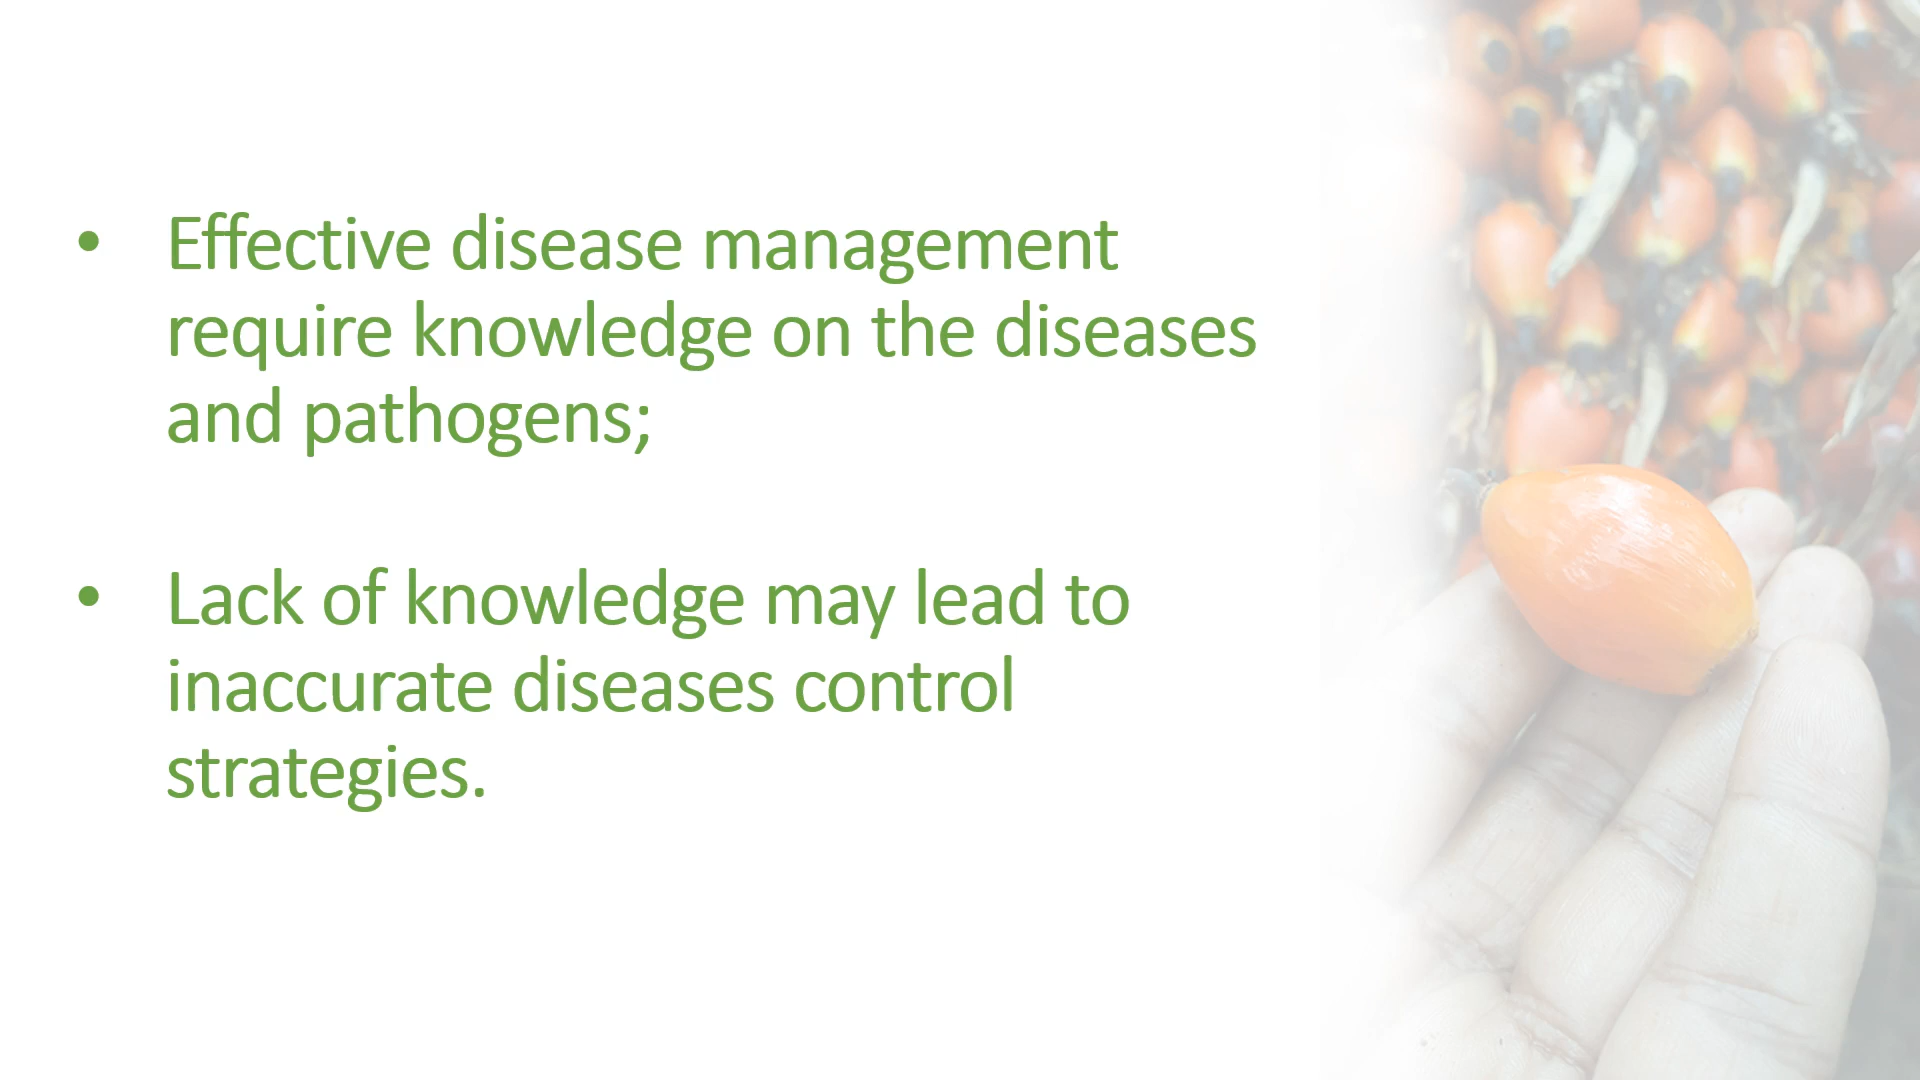 • Effective disease management
require knowledge on the diseases
and pathogens;
• Lack of knowledge may lead to
inaccurate diseases control
strategies.